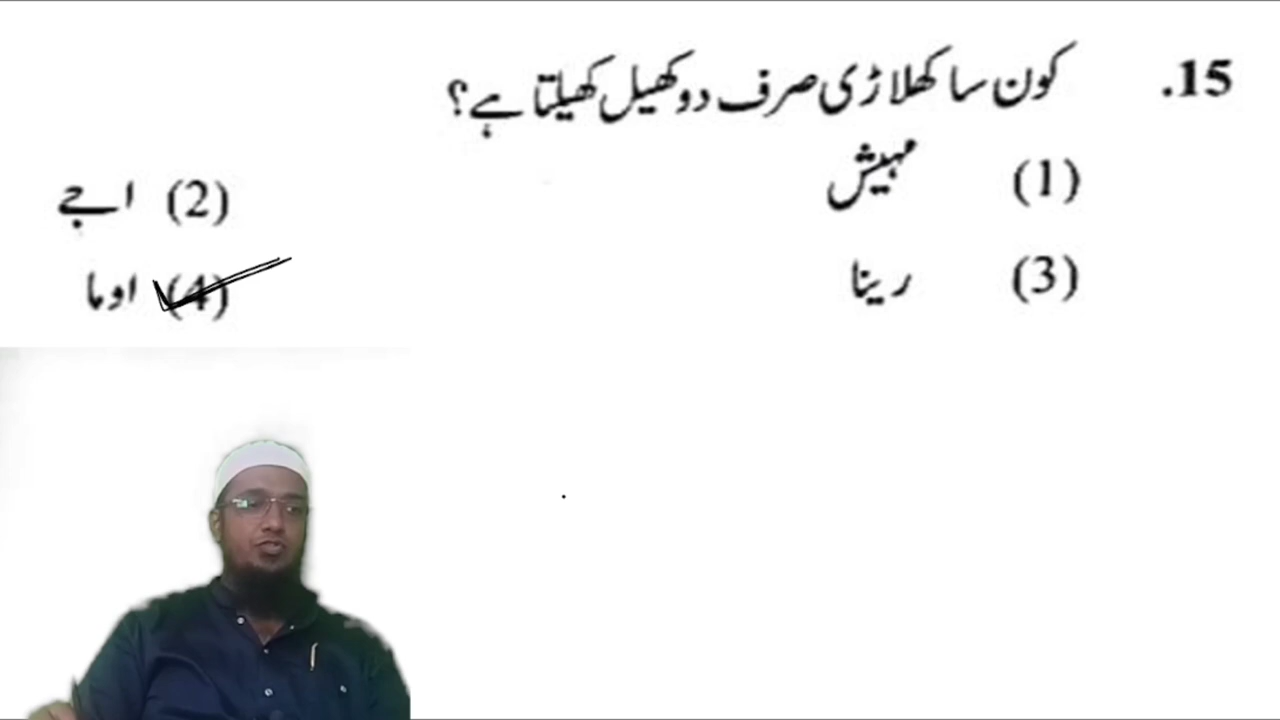 15. کون سا کھلاڑی صرف دو کھیل کھیلتا ہے؟
(1) مہیش (2) اجے
(3) رینا (4) اوما